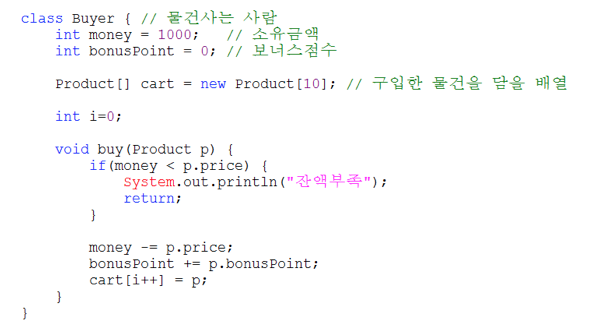 class Buyer { // 물건사는 사람
    int money = 1000;   // 소유금액
    int bonusPoint = 0; // 보너스점수
    Product[] cart = new Product[10]; // 구입한 물건을 담을 배열
    int i=0;
    void buy(Product p) {
        if(money < p.price) {
            System.out.println("잔액부족");
            return;
        }
        money -= p.price;
        bonusPoint += p.bonusPoint;
        cart[i++] = p;
    }
}